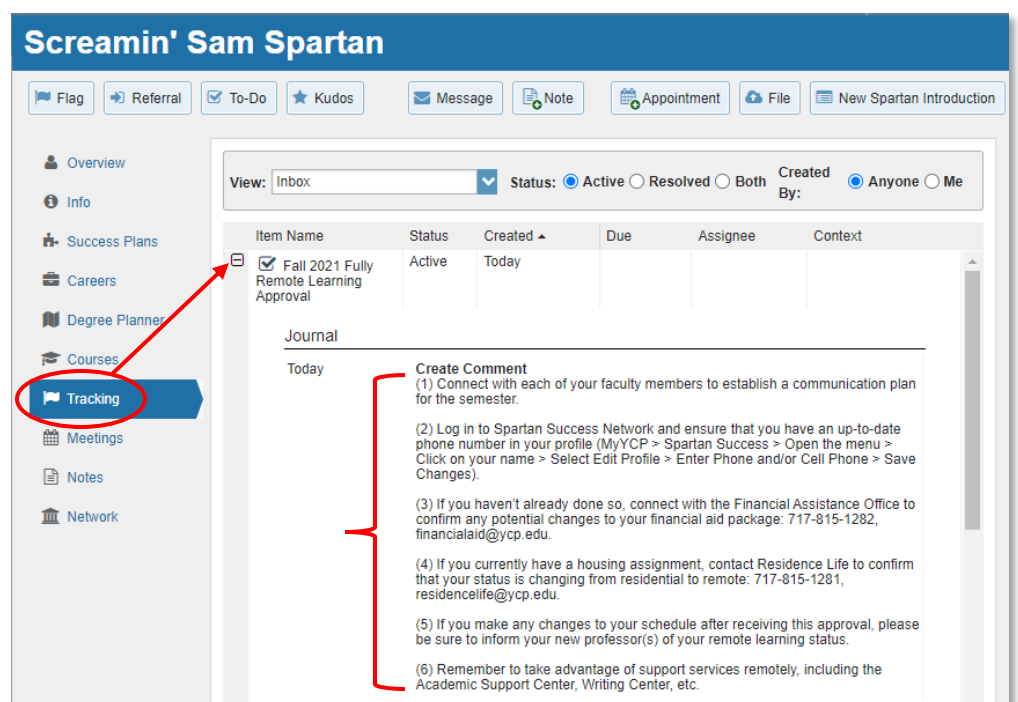 Screamin' Sam Spartan
Flag Referral To-Do Kudos Message Note Appointment File New Spartan Introduction
Overview
Info
Success Plans
Careers
Degree Planner
Courses
Tracking
Meetings
Notes
Network
View: Inbox Status: Active Resolved Both Created By: Anyone Me
Item Name Status Created Due Assignee Context
Fall 2021 Fully Active Today
Remote Learning
Approval
Journal
Today Create Comment
(1) Connect with each of your faculty members to establish a communication plan
for the semester.
(2) Log in to Spartan Success Network and ensure that you have an up-to-date
phone number in your profile (MyYCP > Spartan Success > Open the menu >
Click on your name > Select Edit Profile > Enter Phone and/or Cell Phone > Save
Changes).
(3) If you haven't already done so, connect with the Financial Assistance Office to
confirm any potential changes to your financial aid package: 717-815-1282,
financialaid@ycp.edu.
(4) If you currently have a housing assignment, contact Residence Life to confirm
that your status is changing from residential to remote: 717-815-1281,
residencelife@ycp.edu.
(5) If you make any changes to your schedule after receiving this approval, please
be sure to inform your new professor(s) of your remote learning status.
(6) Remember to take advantage of support services remotely, including the
Academic Support Center, Writing Center, etc.